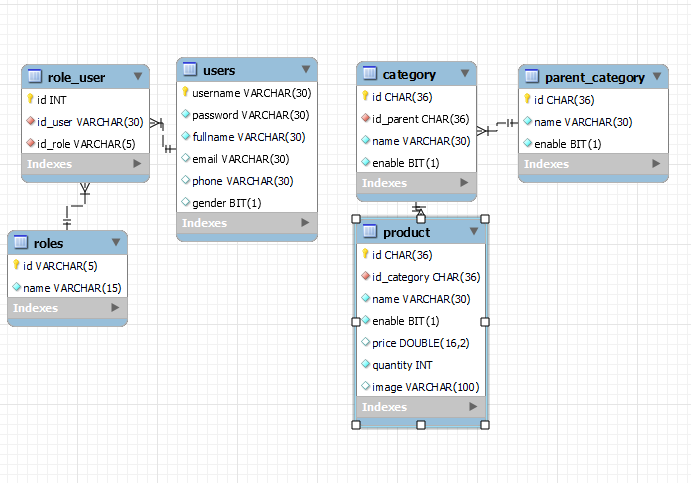 role_user
id INT
id_user VARCHAR(30)
id_role VARCHAR(5)
Indexes
users
username VARCHAR(30)
password VARCHAR(30)
fullname VARCHAR(30)
email VARCHAR(30)
phone VARCHAR(30)
gender BIT(1)
Indexes
category
id CHAR(36)
id_parent CHAR(36)
name VARCHAR(30)
enable BIT(1)
Indexes
parent_category
id CHAR(36)
name VARCHAR(30)
enable BIT(1)
Indexes
roles
id VARCHAR(5)
name VARCHAR(15)
Indexes
product
id CHAR(36)
id_category CHAR(36)
name VARCHAR(30)
enable BIT(1)
price DOUBLE(16,2)
quantity INT
image VARCHAR(100)
Indexes